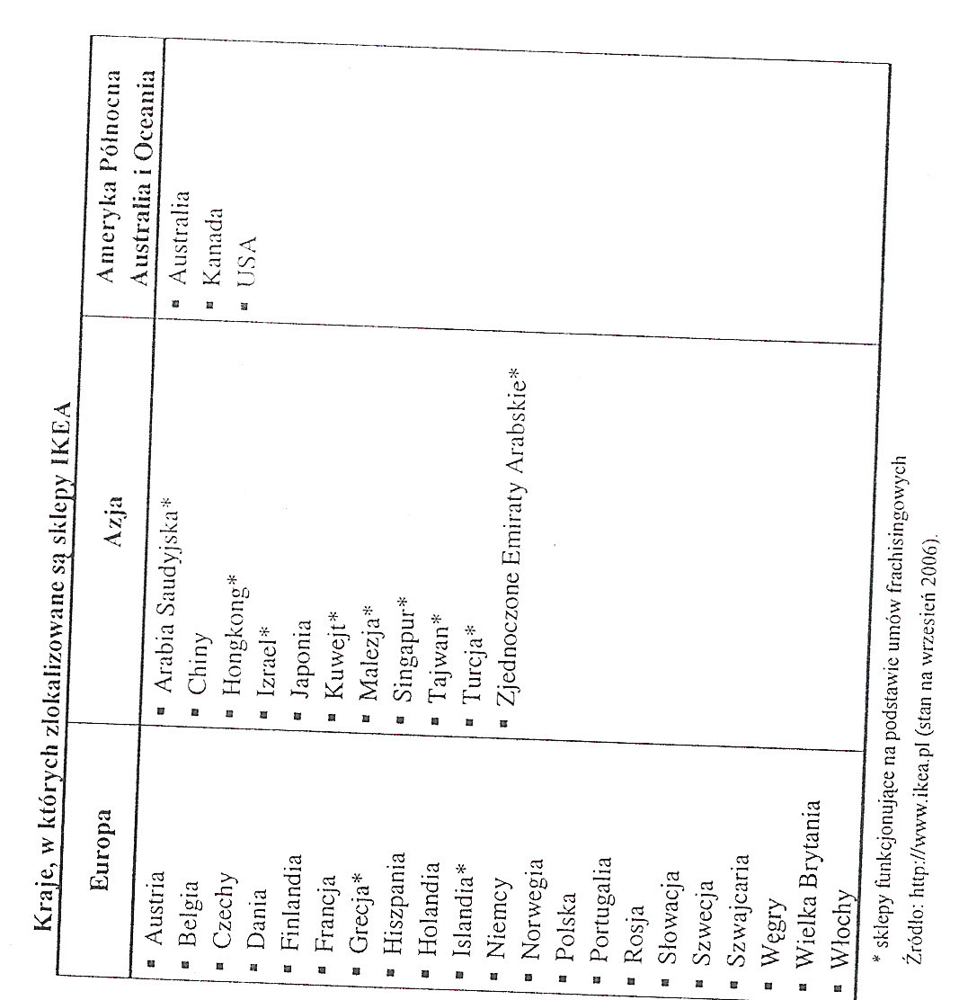 Kraje, w których zlokalizowane są sklepy IKEA
Europa
Azja
Ameryka Północna
Australia i Oceania
▪ Austria
▪ Belgia
▪ Czechy
▪ Dania
▪ Finlandia
▪ Francja
▪ Grecja*
▪ Hiszpania
▪ Holandia
▪ Islandia*
▪ Niemcy
▪ Norwegia
▪ Polska
▪ Portugalia
▪ Rosja
▪ Słowacja
▪ Szwecja
▪ Szwajcaria
▪ Węgry
▪ Wielka Brytania
▪ Włochy
▪ Arabia Saudyjska*
▪ Chiny
▪ Hongkong*
▪ Izrael*
▪ Japonia
▪ Kuwejt*
▪ Malezja*
▪ Singapur*
▪ Tajwan*
▪ Turcja*
▪ Zjednoczone Emiraty Arabskie*
▪ Australia
▪ Kanada
▪ USA
* sklepy funkcjonujące na podstawie umów frachisingowych
Źródło: http://www.ikea.pl (stan na wrzesień 2006).